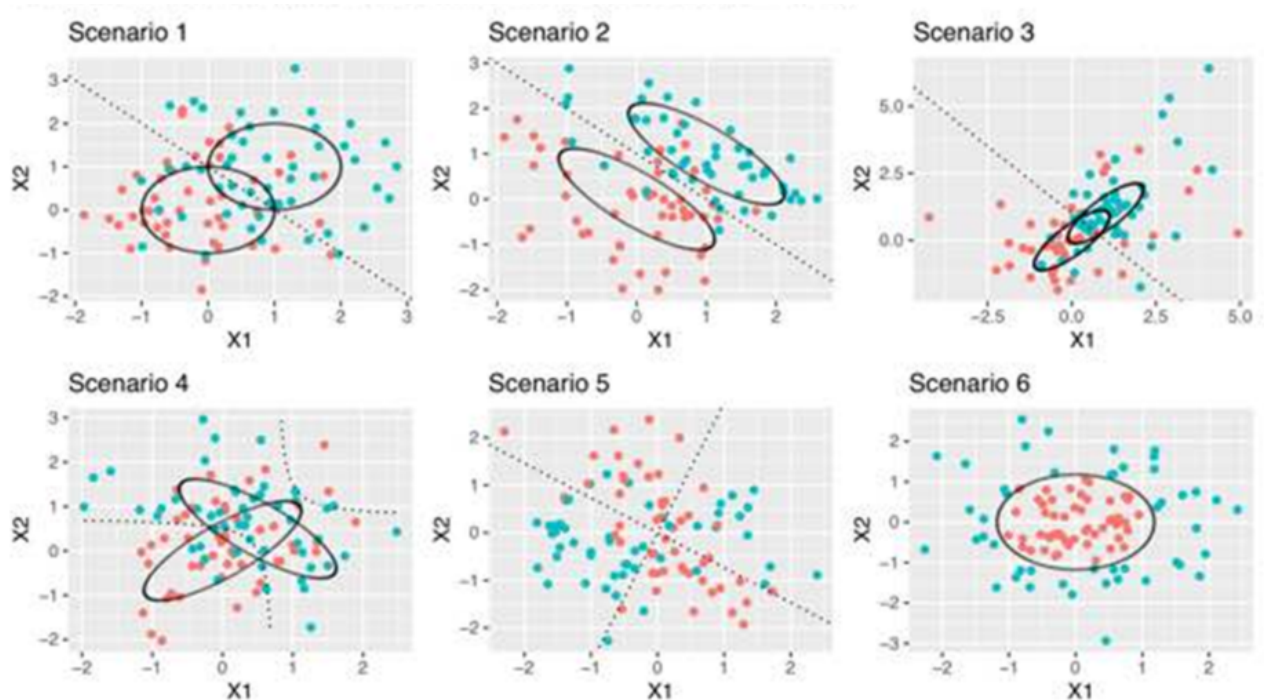 Scenario 1
3
2
1
0
−1
−2
X2
−2 −1 0 1 2 3
X1
Scenario 2
3
2
1
0
−1
−2
X2
−2 −1 0 1 2
X1
Scenario 3
5.0
2.5
0.0
X2
−2.5 0.0 2.5 5.0
X1
Scenario 4
3
2
1
0
−1
−2
X2
−2 −1 0 1 2
X1
Scenario 5
2
1
0
−1
−2
X2
−2 −1 0 1 2
X1
Scenario 6
2
1
0
−1
−2
−3
X2
−2 −1 0 1 2
X1